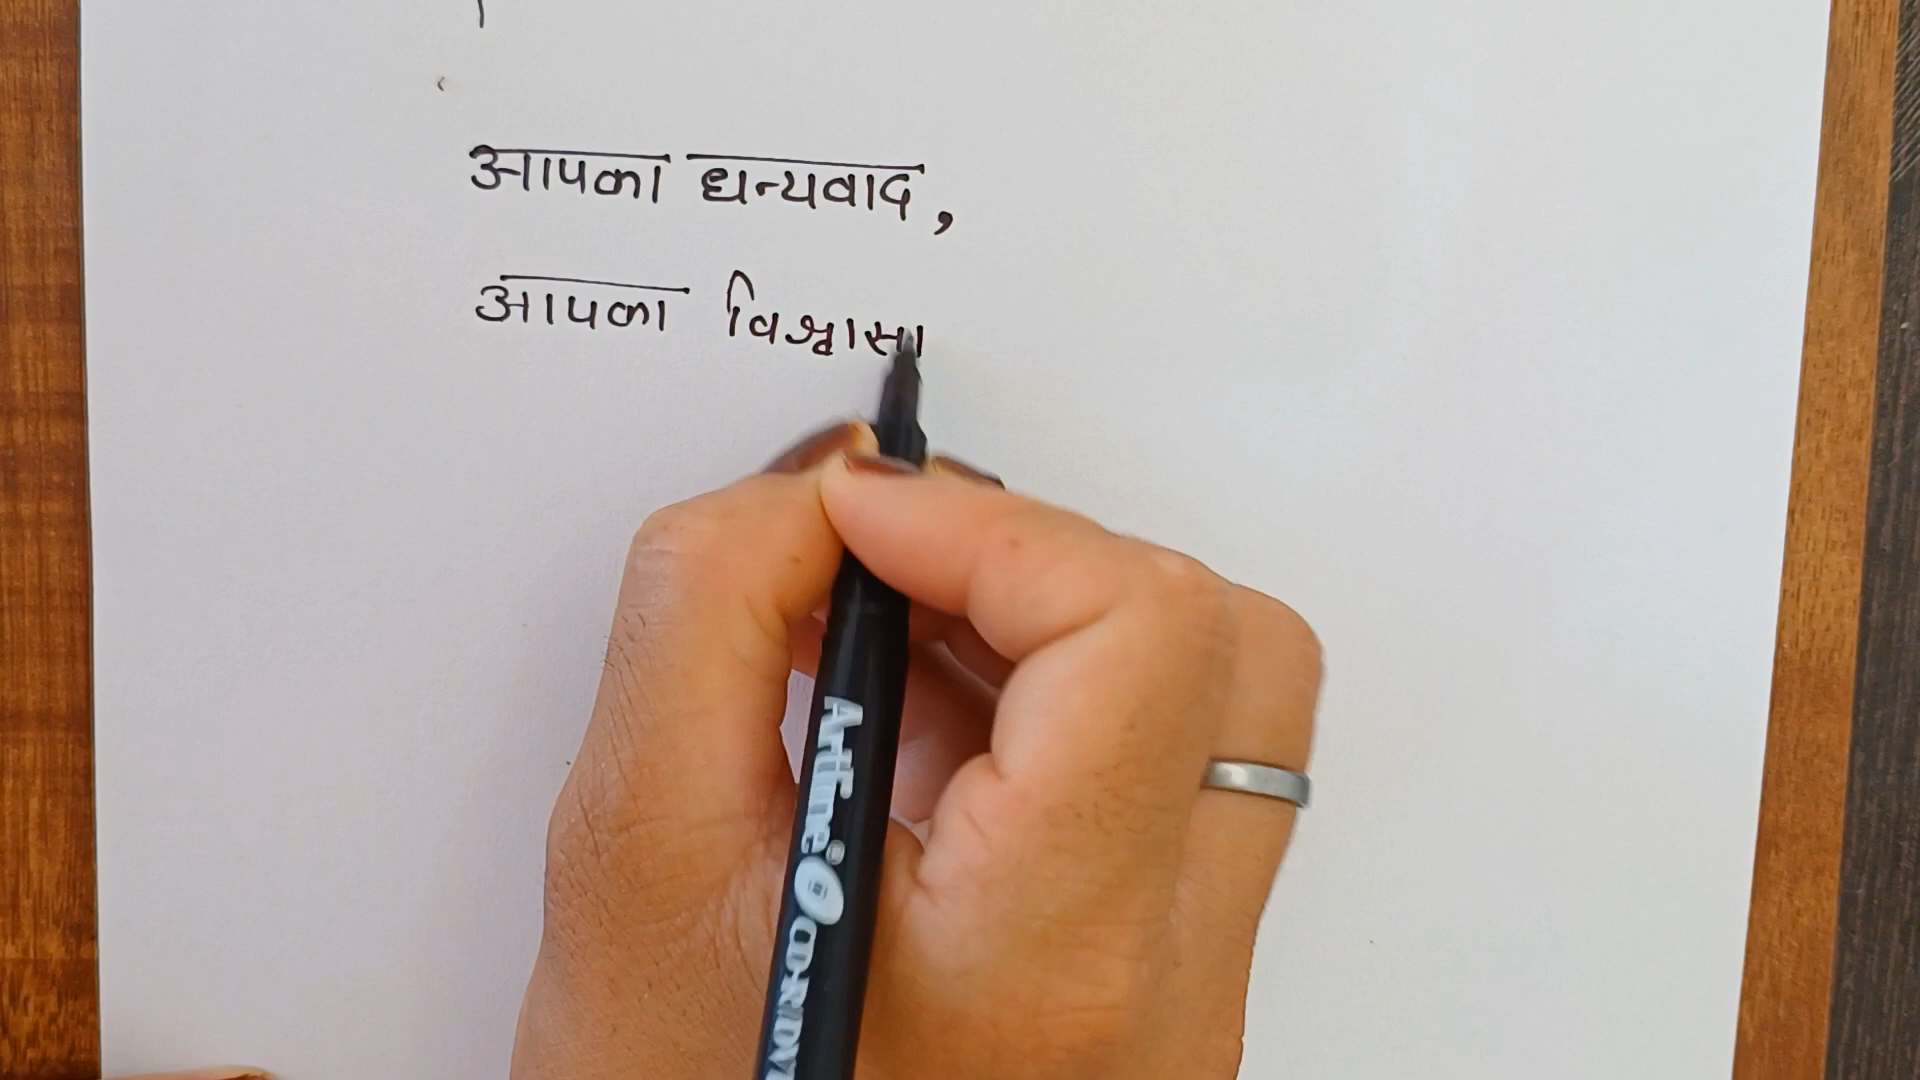 आपका धन्यवाद,
आपका विश्वासा
Artline